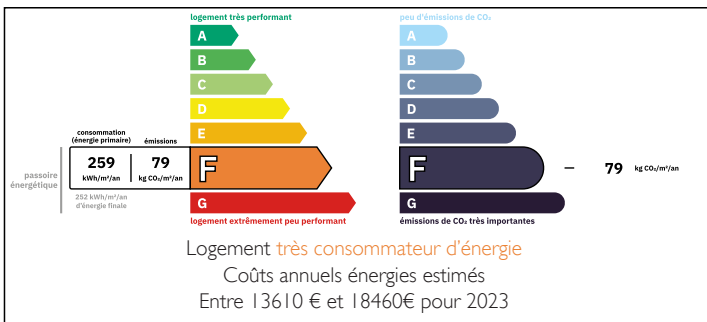 logement très performant
A
B
C
D
E
consommation
(énergie primaire)
émissions
259
kWh/m²/an
79
kg CO₂/m²/an
F
passoire
énergétique
252 kWh/m²/an
d'énergie finale
G
logement extrêmement peu performant
peu d'émissions de CO₂
A
B
C
D
E
F
79 kg CO₂/m²/an
G
émissions de CO₂ très importantes
Logement très consommateur d'énergie
Coûts annuels énergies estimés
Entre 13610 € et 18460€ pour 2023